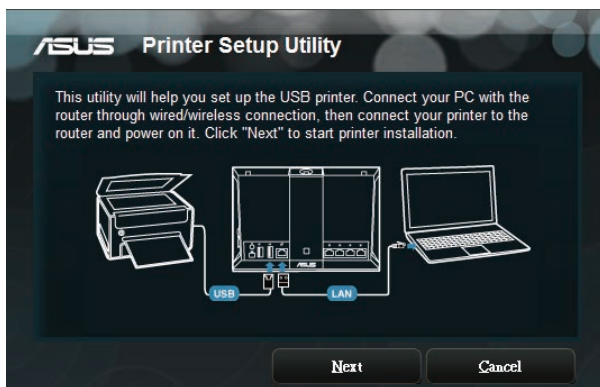 ASUS Printer Setup Utility
This utility will help you set up the USB printer. Connect your PC with the
router through wired/wireless connection, then connect your printer to the
router and power on it. Click "Next" to start printer installation.
ASUS
USB
LAN
Next
Cancel